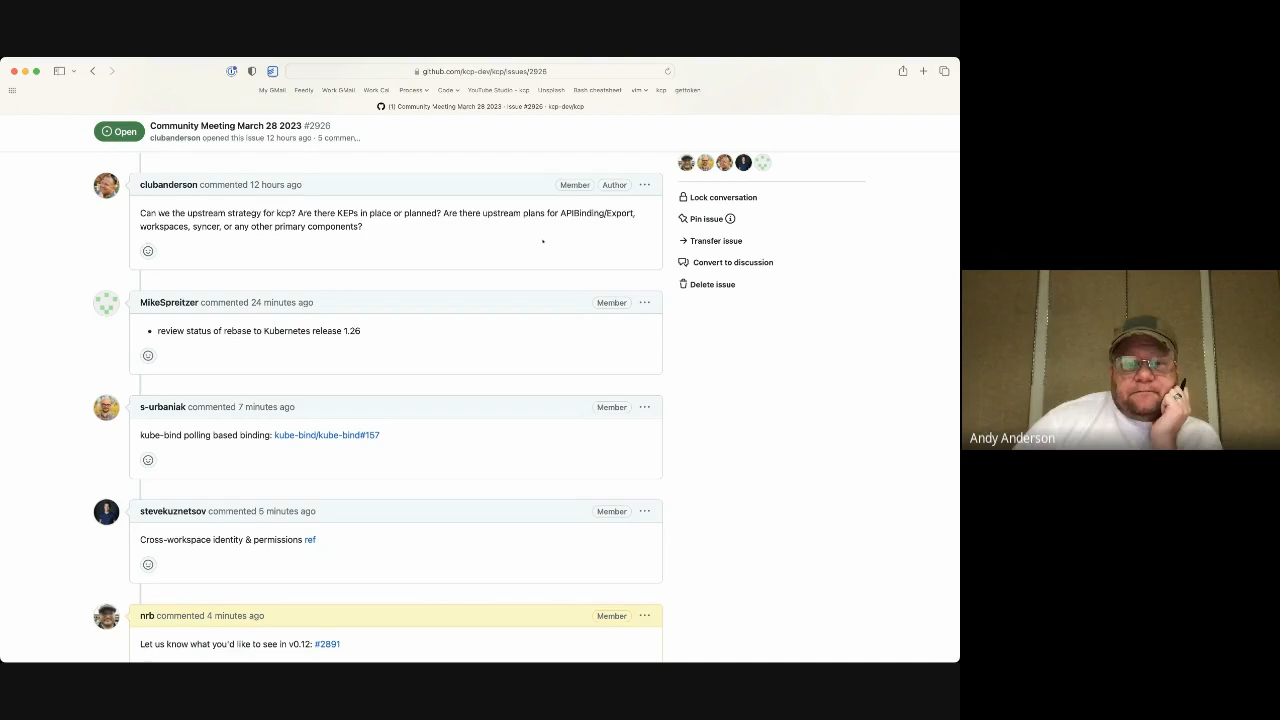 github.com/kcp-dev/kcp/issues/2926
My GMail Feedly Work GMail Work Cal Process Code YouTube Studio - kcp Unsplash Bash cheatsheet vim kcp gettoken
(1) Community Meeting March 28 2023 · Issue #2926 · kcp-dev/kcp
Open
Community Meeting March 28 2023 #2926
clubanderson opened this issue 12 hours ago · 5 commen...
clubanderson commented 12 hours ago Member Author
Can we the upstream strategy for kcp? Are there KEPs in place or planned? Are there upstream plans for APIBinding/Export,
workspaces, syncer, or any other primary components?
MikeSpreitzer commented 24 minutes ago Member
• review status of rebase to Kubernetes release 1.26
s-urbaniak commented 7 minutes ago Member
kube-bind polling based binding: kube-bind/kube-bind#157
stevekuznetsov commented 5 minutes ago Member
Cross-workspace identity & permissions ref
nrb commented 4 minutes ago Member
Let us know what you'd like to see in v0.12: #2891
Lock conversation
Pin issue
Transfer issue
Convert to discussion
Delete issue
Andy Anderson